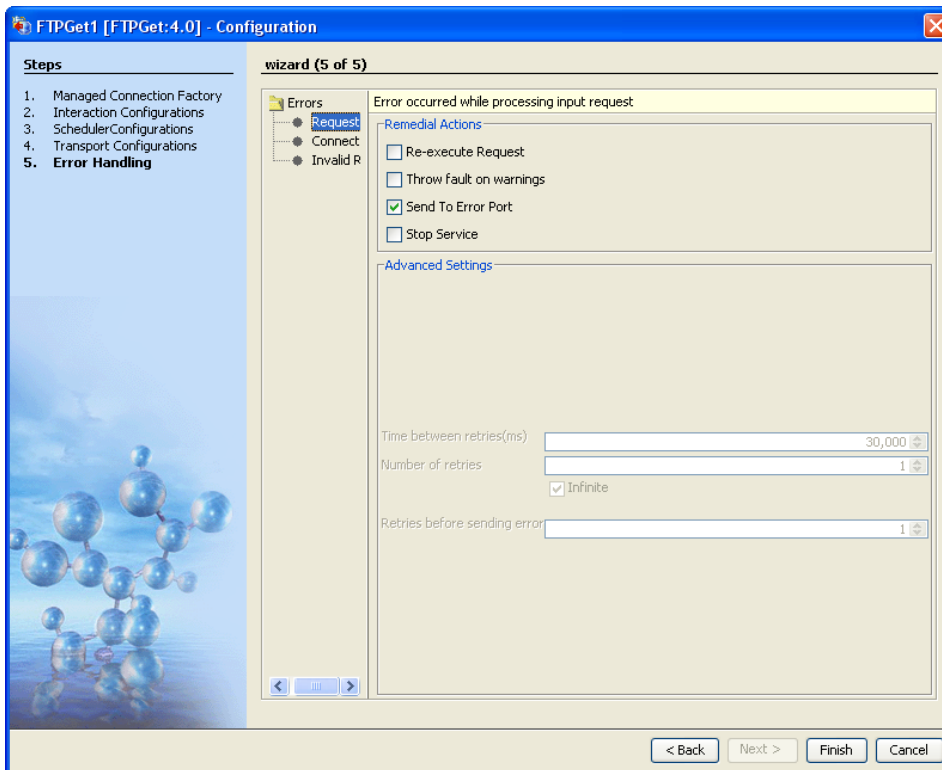 FTPGet1 [FTPGet:4.0] - Configuration
Steps
1. Managed Connection Factory
2. Interaction Configurations
3. SchedulerConfigurations
4. Transport Configurations
5. Error Handling
wizard (5 of 5)
Errors
Request
Connect
Invalid R
Error occurred while processing input request
Remedial Actions
Re-execute Request
Throw fault on warnings
Send To Error Port
Stop Service
Advanced Settings
Time between retries(ms) 30,000
Number of retries 1
Infinite
Retries before sending error 1
< Back Next > Finish Cancel